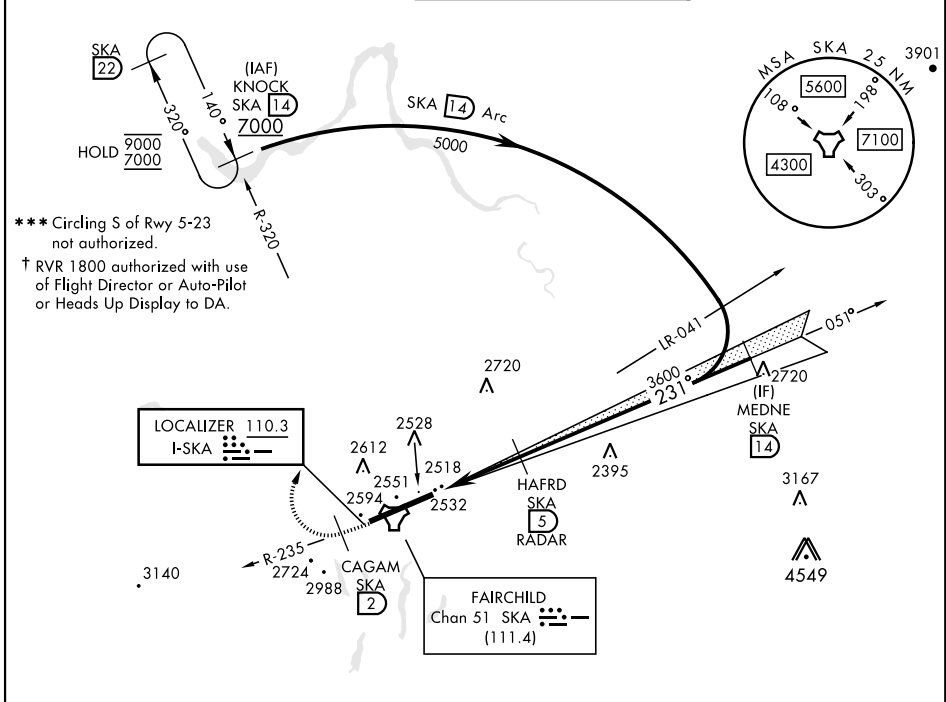 SKA
22
(IAF)
KNOCK
SKA 14
7000
320°
140°
HOLD 9000
7000
R-320
SKA 14 Arc
5000
MSA SKA 25 NM
3901
5600
108°
198°
7100
4300
303°
*** Circling S of Rwy 5-23
not authorized.
† RVR 1800 authorized with use
of Flight Director or Auto-Pilot
or Heads Up Display to DA.
LR-041
051°
3600
231°
2720
2720
(IF)
MEDNE
SKA
14
LOCALIZER 110.3
I-SKA
2528
2612
2551
2518
2594
2532
2395
HAFRD
SKA
5
RADAR
3167
4549
R-235
2724
2988
3140
CAGAM
SKA
2
FAIRCHILD
Chan 51 SKA
(111.4)